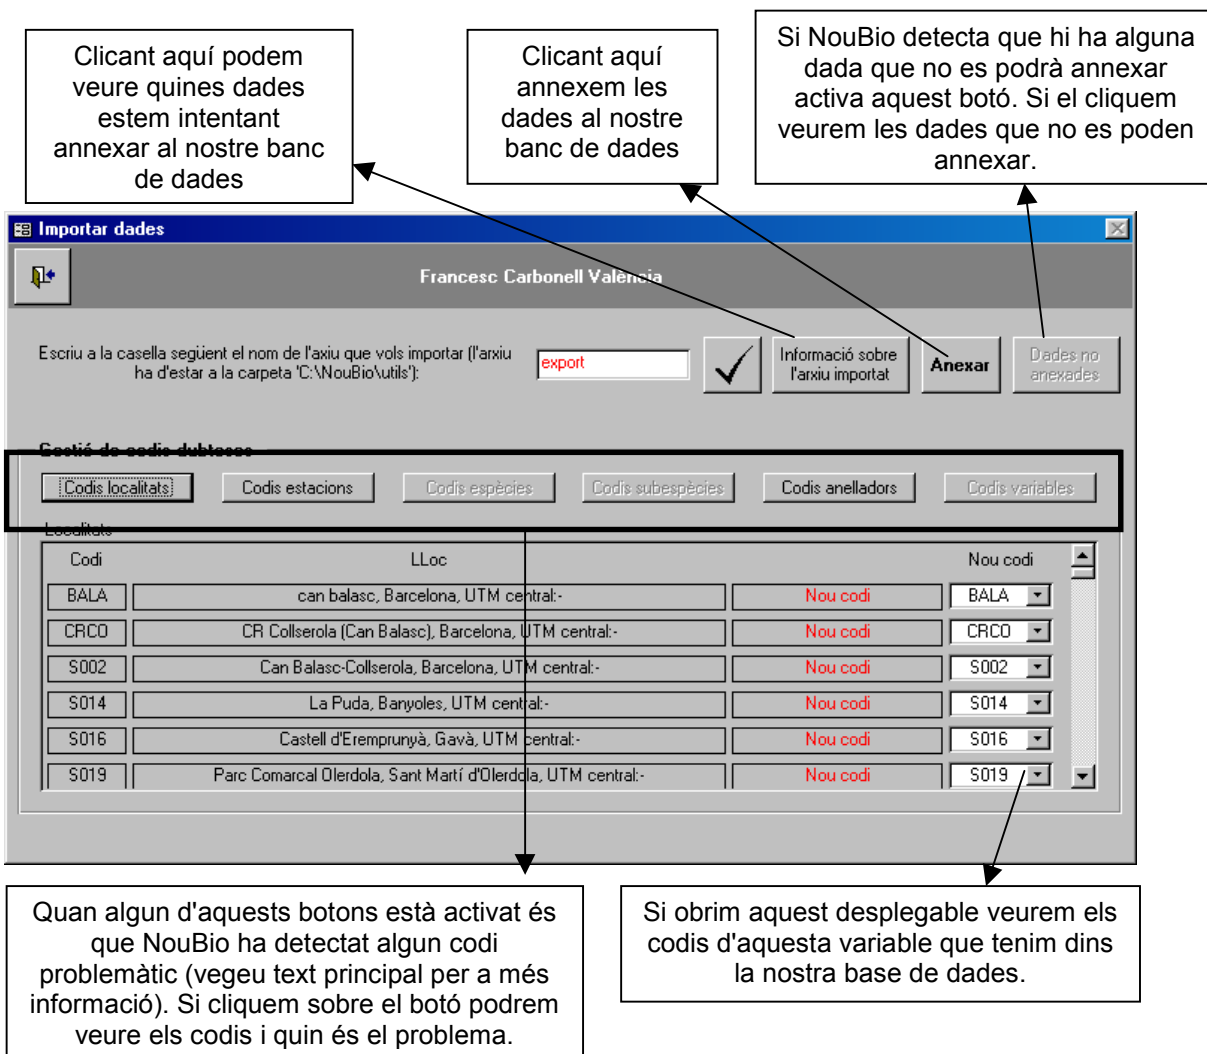 Clicant aquí podem
veure quines dades
estem intentant
annexar al nostre banc
de dades
Clicant aquí
annexem les
dades al nostre
banc de dades
Si NouBio detecta que hi ha alguna
dada que no es podrà annexar
activa aquest botó. Si el cliquem
veurem les dades que no es poden
annexar.
Importar dades
Francesc Carbonell València
Escriu a la casella següent el nom de l'axiu que vols importar (l'arxiu
ha d'estar a la carpeta 'C:\NouBio\utils'):
export
Informació sobre
l'arxiu importat
Anexar
Dades no
anexades
Gestió de codis dubtosos
Codis localitats
Codis estacions
Codis espècies
Codis subespècies
Codis anelladors
Codis variables
Localitats
Codi LLoc Nou codi
BALA can balasc, Barcelona, UTM central:- Nou codi BALA
CRCO CR Collserola (Can Balasc), Barcelona, UTM central:- Nou codi CRCO
S002 Can Balasc-Collserola, Barcelona, UTM central:- Nou codi S002
S014 La Puda, Banyoles, UTM central:- Nou codi S014
S016 Castell d'Eremprunyà, Gavà, UTM central:- Nou codi S016
S019 Parc Comarcal Olerdola, Sant Martí d'Olerdola, UTM central:- Nou codi S019
Quan algun d'aquests botons està activat és
que NouBio ha detectat algun codi
problemàtic (vegeu text principal per a més
informació). Si cliquem sobre el botó podrem
veure els codis i quin és el problema.
Si obrim aquest desplegable veurem els
codis d'aquesta variable que tenim dins
la nostra base de dades.